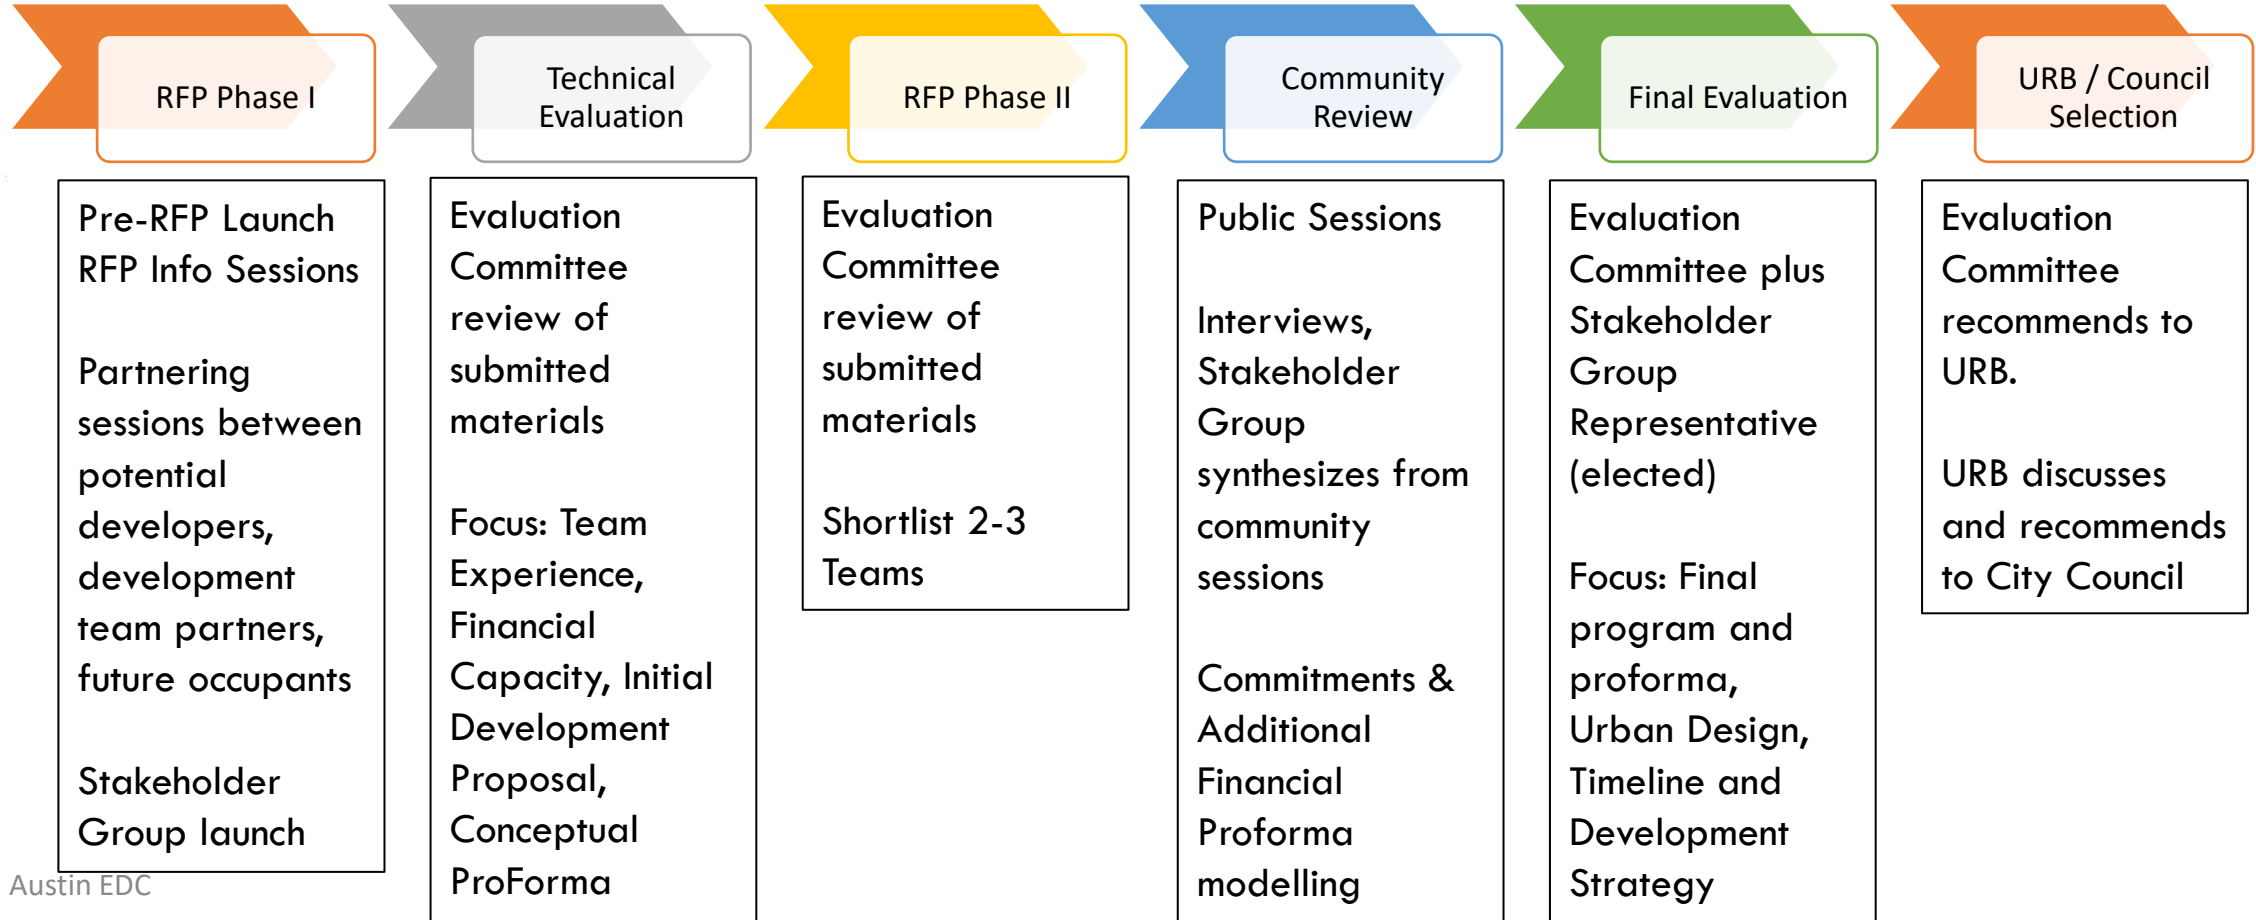 RFP Phase I
Technical
Evaluation
RFP Phase II
Community
Review
Final Evaluation
URB / Council
Selection
Pre-RFP Launch
RFP Info Sessions
Partnering
sessions between
potential
developers,
development
team partners,
future occupants
Stakeholder
Group launch
Evaluation
Committee
review of
submitted
materials
Focus: Team
Experience,
Financial
Capacity, Initial
Development
Proposal,
Conceptual
ProForma
Evaluation
Committee
review of
submitted
materials
Shortlist 2-3
Teams
Public Sessions
Interviews,
Stakeholder
Group
synthesizes from
community
sessions
Commitments &
Additional
Financial
Proforma
modelling
Evaluation
Committee plus
Stakeholder
Group
Representative
(elected)
Focus: Final
program and
proforma,
Urban Design,
Timeline and
Development
Strategy
Evaluation
Committee
recommends to
URB.
URB discusses
and recommends
to City Council
Austin EDC